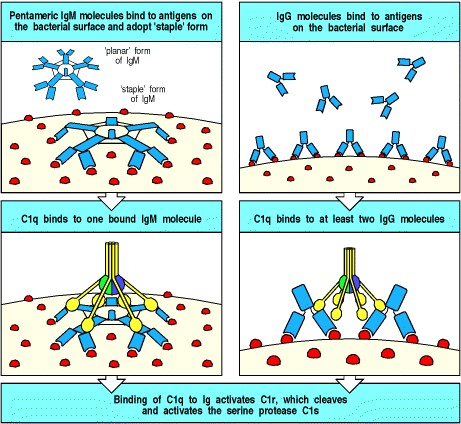 Pentameric IgM molecules bind to antigens on
the bacterial surface and adopt 'staple' form
'planar' form
of IgM
'staple' form
of IgM
IgG molecules bind to antigens
on the bacterial surface
C1q binds to one bound IgM molecule
C1q binds to at least two IgG molecules
Binding of C1q to Ig activates C1r, which cleaves
and activates the serine protease C1s